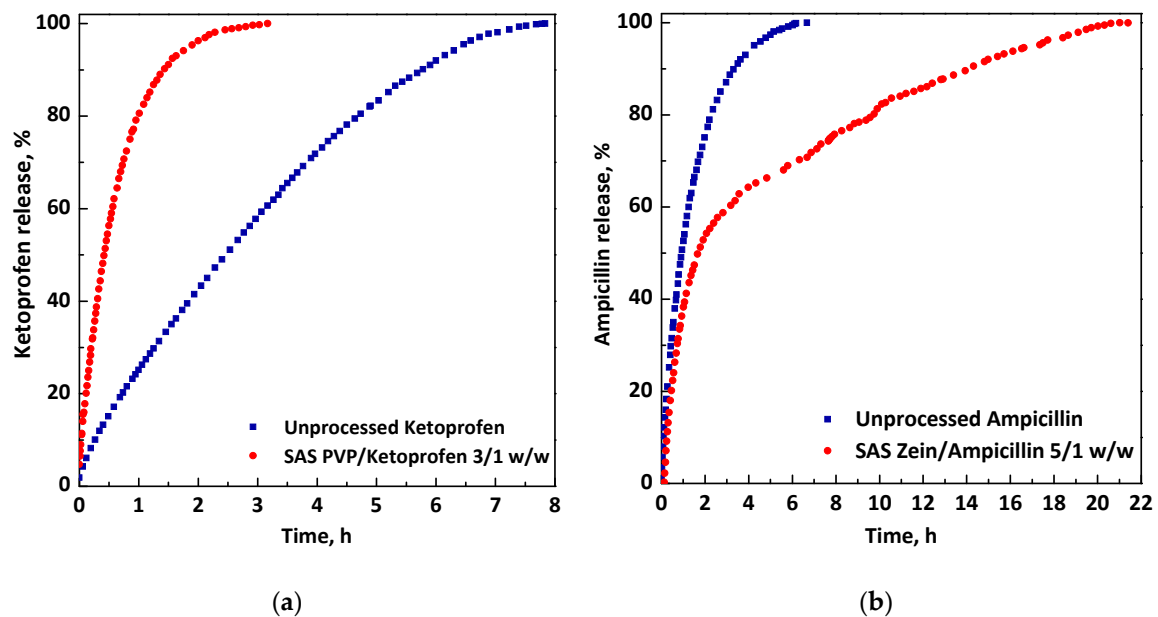 100
80
60
40
20
0
Ketoprofen release, %
Unprocessed Ketoprofen
SAS PVP/Ketoprofen 3/1 w/w
0 1 2 3 4 5 6 7 8
Time, h
(a)
100
80
60
40
20
0
Ampicillin release, %
Unprocessed Ampicillin
SAS Zein/Ampicillin 5/1 w/w
0 2 4 6 8 10 12 14 16 18 20 22
Time, h
(b)